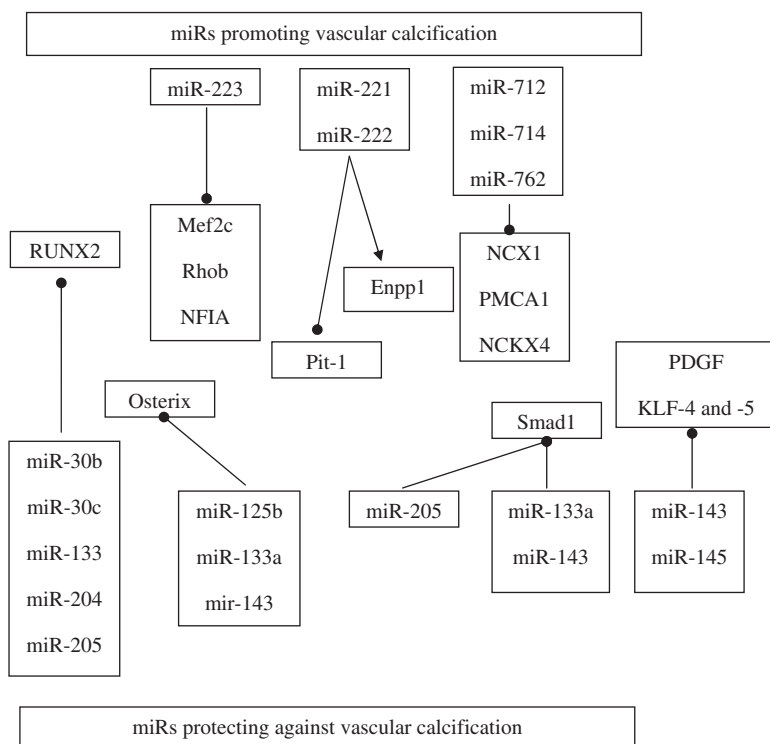 miRs promoting vascular calcification
miR-223
miR-221
miR-222
miR-712
miR-714
miR-762
Mef2c
Rhob
NFIA
RUNX2
Enpp1
NCX1
PMCA1
NCKX4
Pit-1
PDGF
KLF-4 and -5
Osterix
Smad1
miR-30b
miR-30c
miR-133
miR-204
miR-205
miR-125b
miR-133a
mir-143
miR-205
miR-133a
miR-143
miR-143
miR-145
miRs protecting against vascular calcification